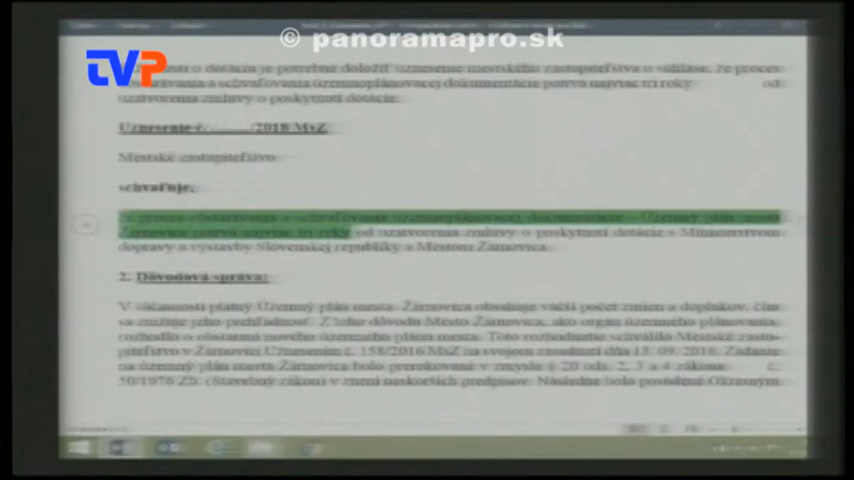 © panoramapro.sk
TVP
o dotáciu je potrebné doložiť uznesenie mestského zastupiteľstva o súhlase, že proces
obstarávania a schvaľovania územnoplánovacej dokumentácie potrvá najviac tri roky od
uzatvorenia zmluvy o poskytnutí dotácie.
Uznesenie č. ......../2018 MsZ
Mestské zastupiteľstvo
schvaľuje,
proces obstarávania a schvaľovania územnoplánovacej dokumentácie - Územný plán mesta
Žarnovica potrvá najviac tri roky od uzatvorenia zmluvy o poskytnutí dotácie s Ministerstvom
dopravy a výstavby Slovenskej republiky a Mestom Žarnovica.
2. Dôvodová správa:
V súčasnosti platný Územný plán mesta Žarnovica obsahuje väčší počet zmien a doplnkov, čím
sa znižuje jeho prehľadnosť. Z toho dôvodu Mesto Žarnovica, ako orgán územného plánovania,
rozhodlo o obstaraní nového územného plánu mesta. Toto rozhodnutie schválilo Mestské zastu-
piteľstvo v Žarnovici Uznesením č. 158/2016 MsZ na svojom zasadnutí dňa 13. 09. 2016. Zadanie
na územný plán mesta Žarnovica bolo prerokované v zmysle § 20 ods. 2, 3 a 4 zákona č.
50/1976 Zb. (Stavebný zákon) v znení neskorších predpisov. Následne bolo posúdené Okresným